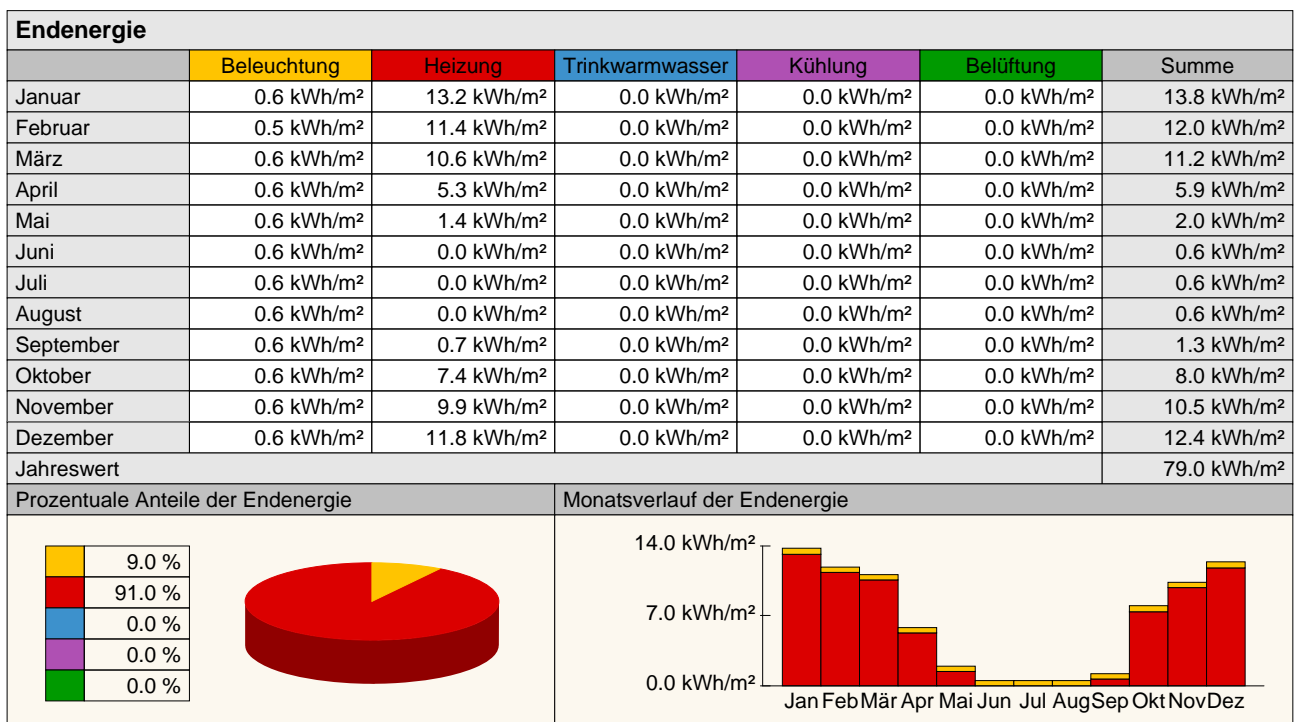 Endenergie
Beleuchtung Heizung Trinkwarmwasser Kühlung Belüftung Summe
Januar 0.6 kWh/m² 13.2 kWh/m² 0.0 kWh/m² 0.0 kWh/m² 0.0 kWh/m² 13.8 kWh/m²
Februar 0.5 kWh/m² 11.4 kWh/m² 0.0 kWh/m² 0.0 kWh/m² 0.0 kWh/m² 12.0 kWh/m²
März 0.6 kWh/m² 10.6 kWh/m² 0.0 kWh/m² 0.0 kWh/m² 0.0 kWh/m² 11.2 kWh/m²
April 0.6 kWh/m² 5.3 kWh/m² 0.0 kWh/m² 0.0 kWh/m² 0.0 kWh/m² 5.9 kWh/m²
Mai 0.6 kWh/m² 1.4 kWh/m² 0.0 kWh/m² 0.0 kWh/m² 0.0 kWh/m² 2.0 kWh/m²
Juni 0.6 kWh/m² 0.0 kWh/m² 0.0 kWh/m² 0.0 kWh/m² 0.0 kWh/m² 0.6 kWh/m²
Juli 0.6 kWh/m² 0.0 kWh/m² 0.0 kWh/m² 0.0 kWh/m² 0.0 kWh/m² 0.6 kWh/m²
August 0.6 kWh/m² 0.0 kWh/m² 0.0 kWh/m² 0.0 kWh/m² 0.0 kWh/m² 0.6 kWh/m²
September 0.6 kWh/m² 0.7 kWh/m² 0.0 kWh/m² 0.0 kWh/m² 0.0 kWh/m² 1.3 kWh/m²
Oktober 0.6 kWh/m² 7.4 kWh/m² 0.0 kWh/m² 0.0 kWh/m² 0.0 kWh/m² 8.0 kWh/m²
November 0.6 kWh/m² 9.9 kWh/m² 0.0 kWh/m² 0.0 kWh/m² 0.0 kWh/m² 10.5 kWh/m²
Dezember 0.6 kWh/m² 11.8 kWh/m² 0.0 kWh/m² 0.0 kWh/m² 0.0 kWh/m² 12.4 kWh/m²
Jahreswert 79.0 kWh/m²
Prozentuale Anteile der Endenergie
9.0 %
91.0 %
0.0 %
0.0 %
0.0 %
Monatsverlauf der Endenergie
14.0 kWh/m²
7.0 kWh/m²
0.0 kWh/m²
Jan Feb Mär Apr Mai Jun Jul Aug Sep Okt Nov Dez